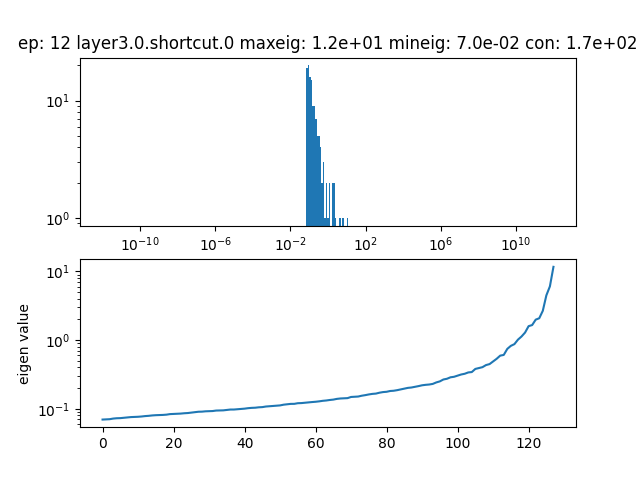 ep: 12 layer3.0.shortcut.0 maxeig: 1.2e+01 mineig: 7.0e-02 con: 1.7e+02
10¹
10⁰
10⁻¹⁰ 10⁻⁶ 10⁻² 10² 10⁶ 10¹⁰
eigen value
10¹
10⁰
10⁻¹
0 20 40 60 80 100 120